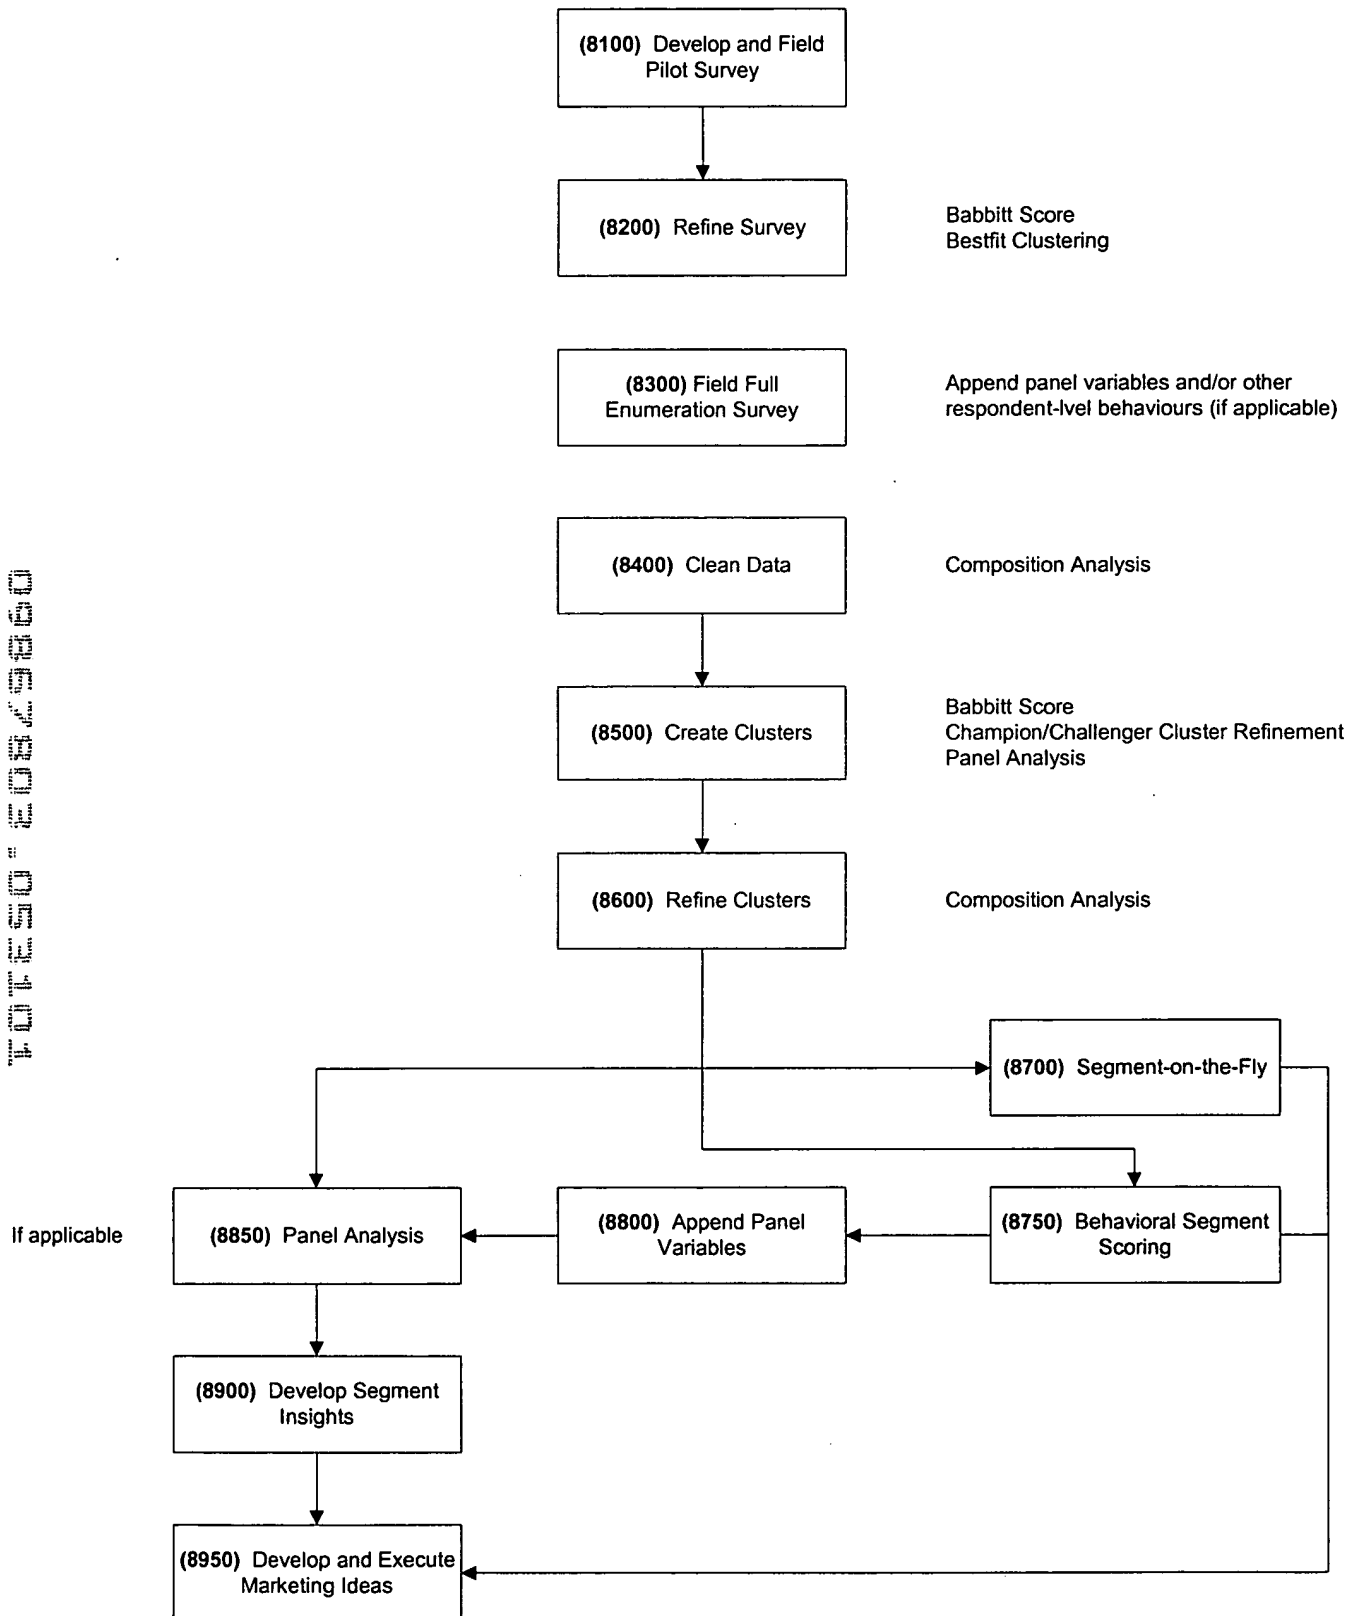 (8100) Develop and Field
Pilot Survey
(8200) Refine Survey
Babbitt Score
Bestfit Clustering
(8300) Field Full
Enumeration Survey
Append panel variables and/or other
respondent-lvel behaviours (if applicable)
(8400) Clean Data
Composition Analysis
(8500) Create Clusters
Babbitt Score
Champion/Challenger Cluster Refinement
Panel Analysis
(8600) Refine Clusters
Composition Analysis
(8700) Segment-on-the-Fly
If applicable
(8850) Panel Analysis
(8800) Append Panel
Variables
(8750) Behavioral Segment
Scoring
(8900) Develop Segment
Insights
(8950) Develop and Execute
Marketing Ideas
09867803.052101